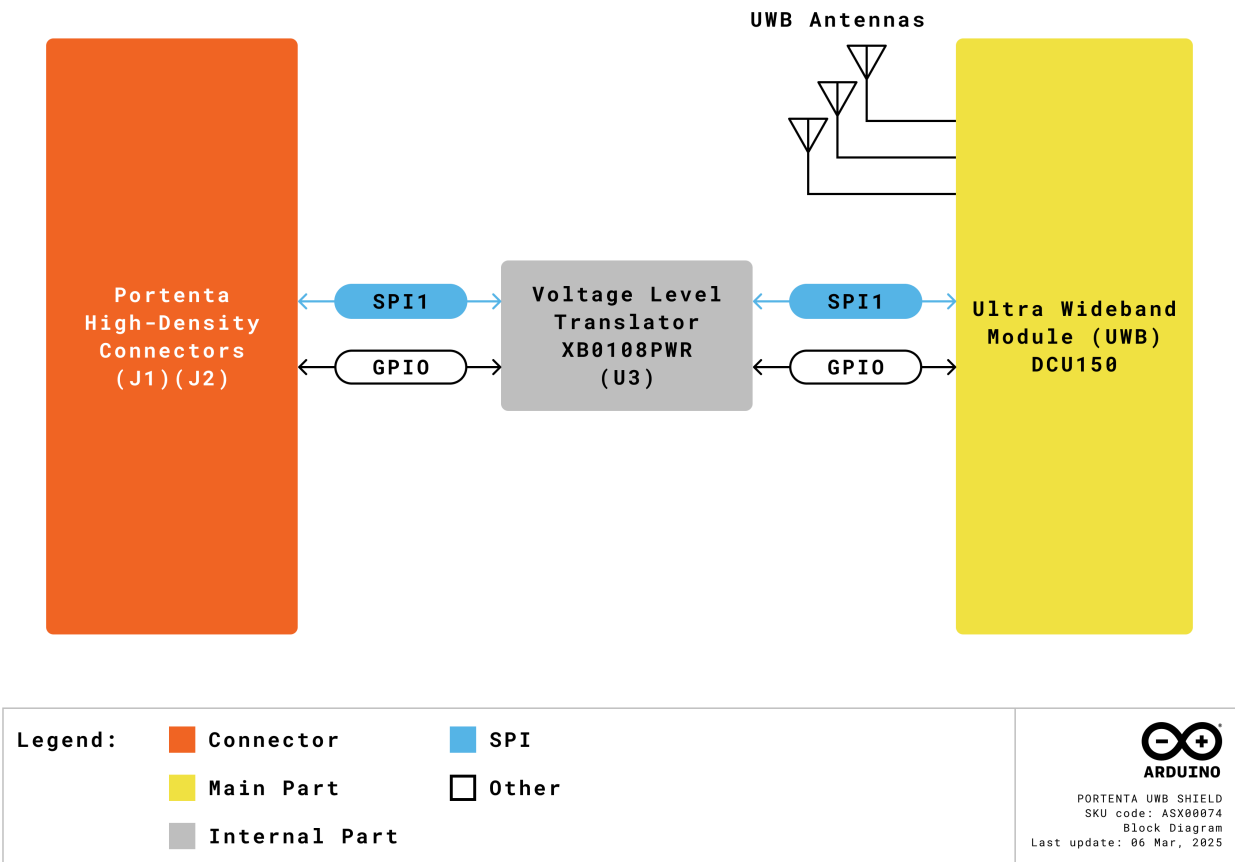 UWB Antennas
Portenta
High-Density
Connectors
(J1)(J2)
SPI1
GPIO
Voltage Level
Translator
XB0108PWR
(U3)
SPI1
GPIO
Ultra Wideband
Module (UWB)
DCU150
Legend:
Connector
Main Part
Internal Part
SPI
Other
ARDUINO
PORTENTA UWB SHIELD
SKU code: ASX00074
Block Diagram
Last update: 06 Mar, 2025